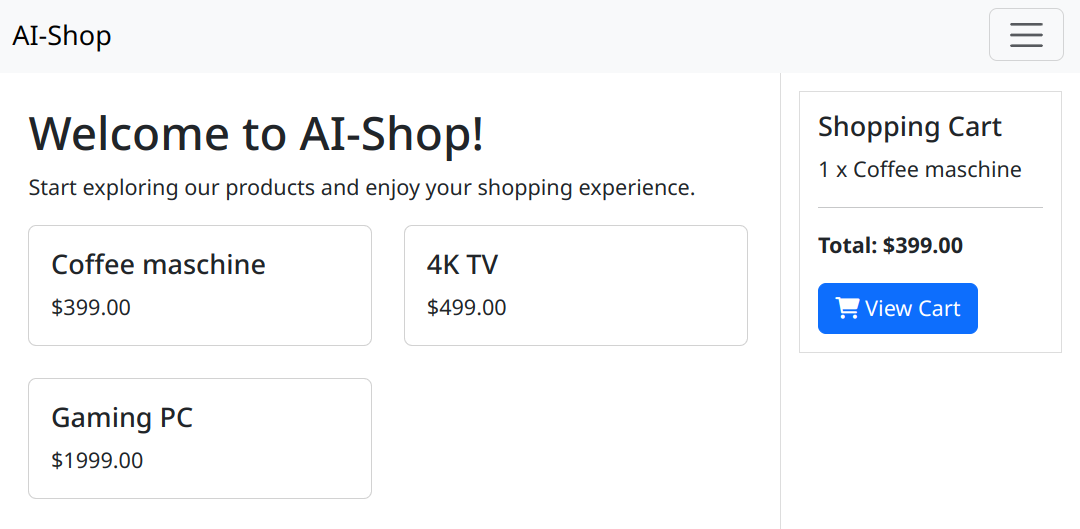 AI-Shop
Welcome to AI-Shop!
Start exploring our products and enjoy your shopping experience.
Coffee maschine
$399.00
4K TV
$499.00
Gaming PC
$1999.00
Shopping Cart
1 x Coffee maschine
Total: $399.00
View Cart